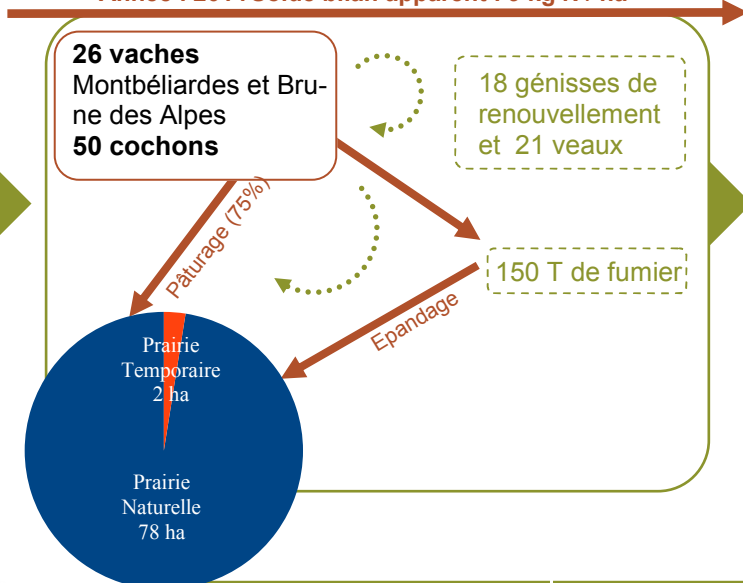 26 vaches
Montbéliardes et Bru-
ne des Alpes
50 cochons
18 génisses de
renouvellement
et 21 veaux
Pâturage (75%)
150 T de fumier
Epandage
Prairie
Temporaire
2 ha
Prairie
Naturelle
78 ha